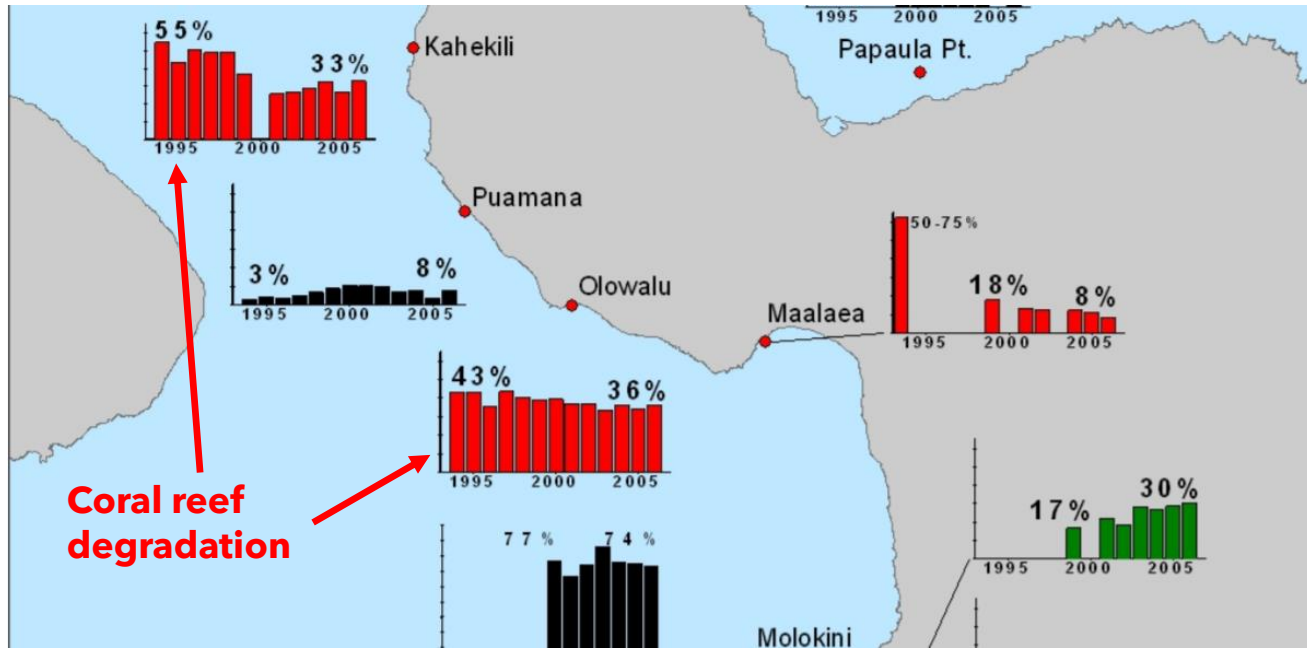 1995 2000 2005
Papaula Pt.
55%
33%
1995 2000 2005
Kahekili
Puamana
3%
8%
1995 2000 2005
Olowalu
Maalaea
50-75%
18%
8%
1995 2000 2005
43%
36%
1995 2000 2005
Coral reef
degradation
77%
74%
17%
30%
1995 2000 2005
Molokini